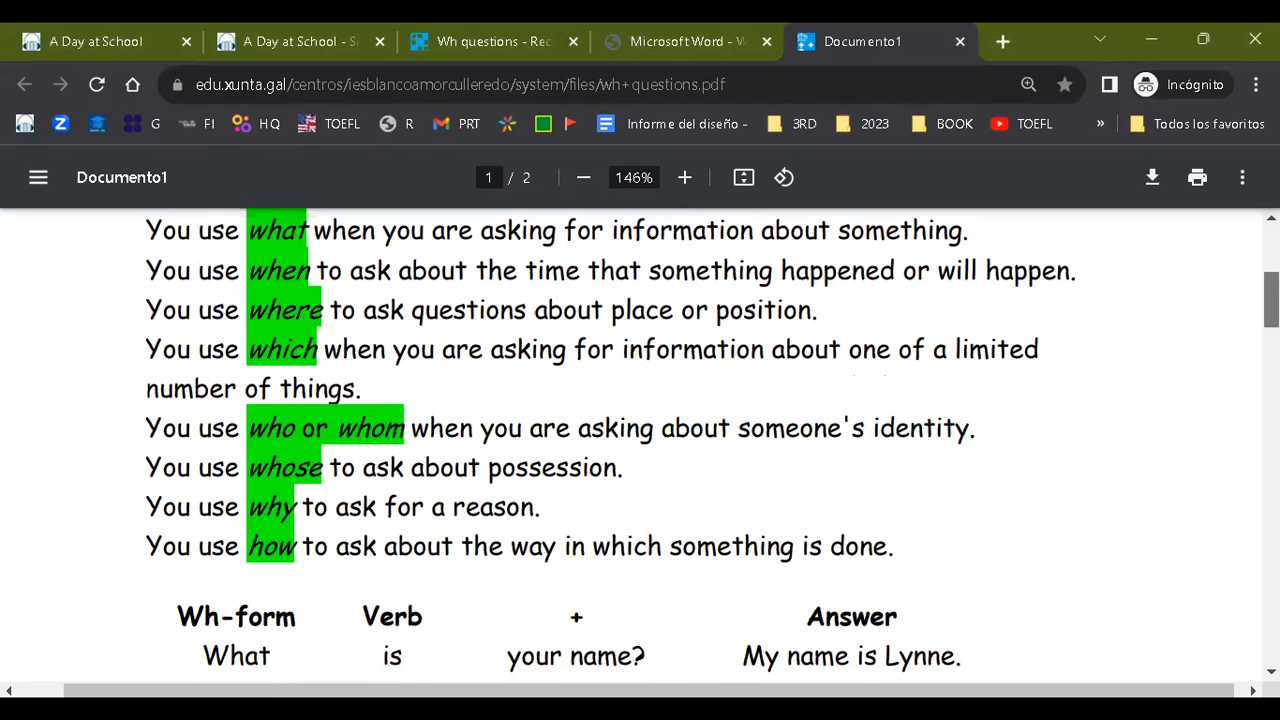 A Day at School
A Day at School - S
Wh questions - Rec
Microsoft Word - W
Documento1
edu.xunta.gal/centros/iesblancoamorculleredo/system/files/wh+questions.pdf
Incógnito
G
FI
HQ
TOEFL
R
PRT
Informe del diseño -
3RD
2023
BOOK
TOEFL
»
Todos los favoritos
Documento1
1 / 2
146%
You use what when you are asking for information about something.
You use when to ask about the time that something happened or will happen.
You use where to ask questions about place or position.
You use which when you are asking for information about one of a limited
number of things.
You use who or whom when you are asking about someone's identity.
You use whose to ask about possession.
You use why to ask for a reason.
You use how to ask about the way in which something is done.
Wh-form Verb + Answer
What is your name? My name is Lynne.